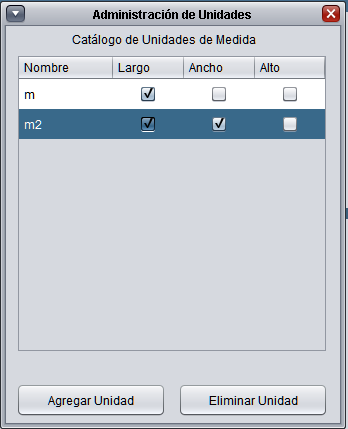 Administración de Unidades
Catálogo de Unidades de Medida
Nombre Largo Ancho Alto
m
m2
Agregar Unidad Eliminar Unidad